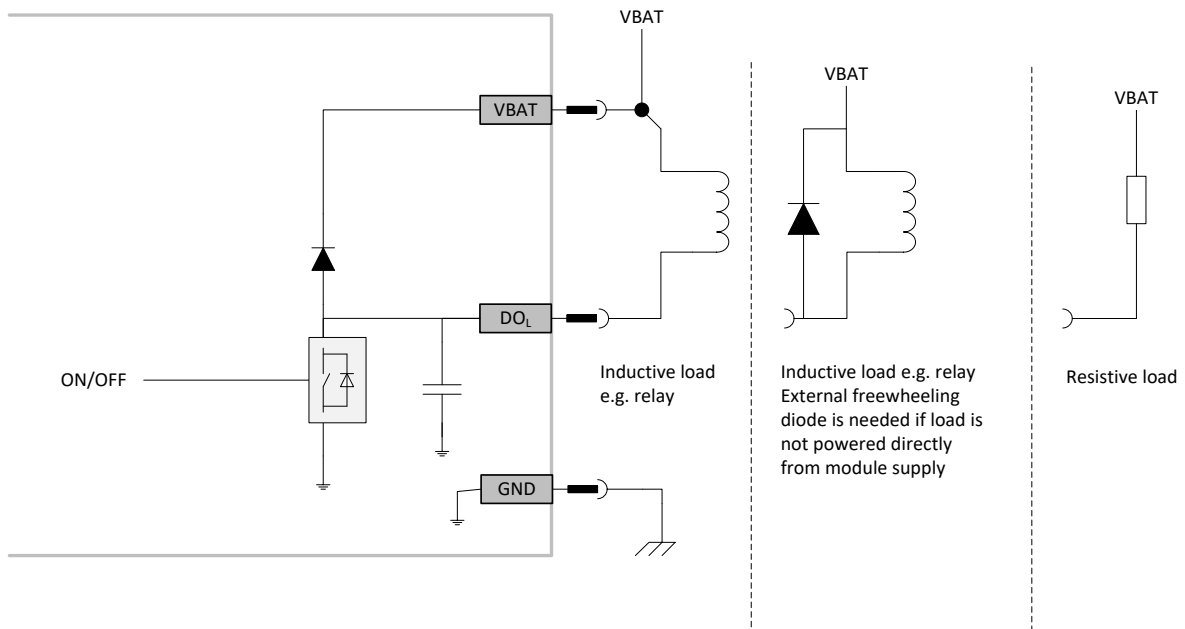 VBAT
VBAT
VBAT
VBAT
ON/OFF
DOL
GND
Inductive load
e.g. relay
Inductive load e.g. relay
External freewheeling
diode is needed if load is
not powered directly
from module supply
Resistive load